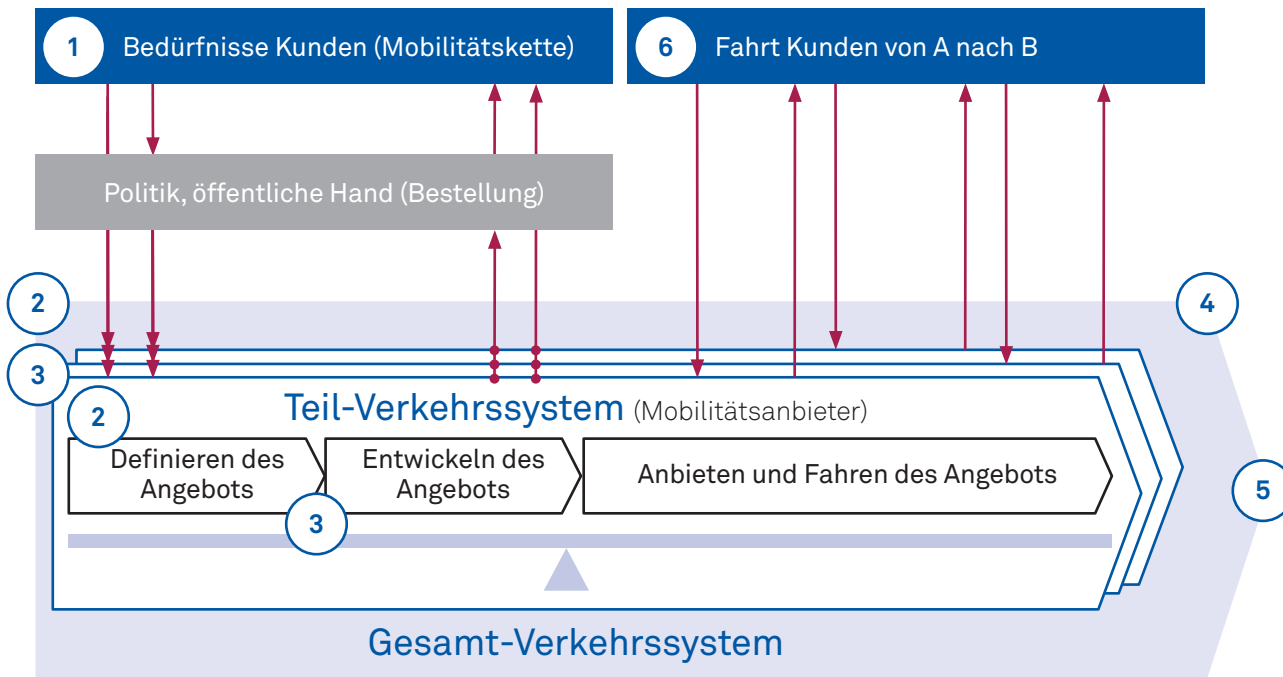 1 Bedürfnisse Kunden (Mobilitätskette)
6 Fahrt Kunden von A nach B
Politik, öffentliche Hand (Bestellung)
2
4
3
Teil-Verkehrssystem (Mobilitätsanbieter)
2
Definieren des
Angebots
Entwickeln des
Angebots
Anbieten und Fahren des Angebots
5
3
Gesamt-Verkehrssystem